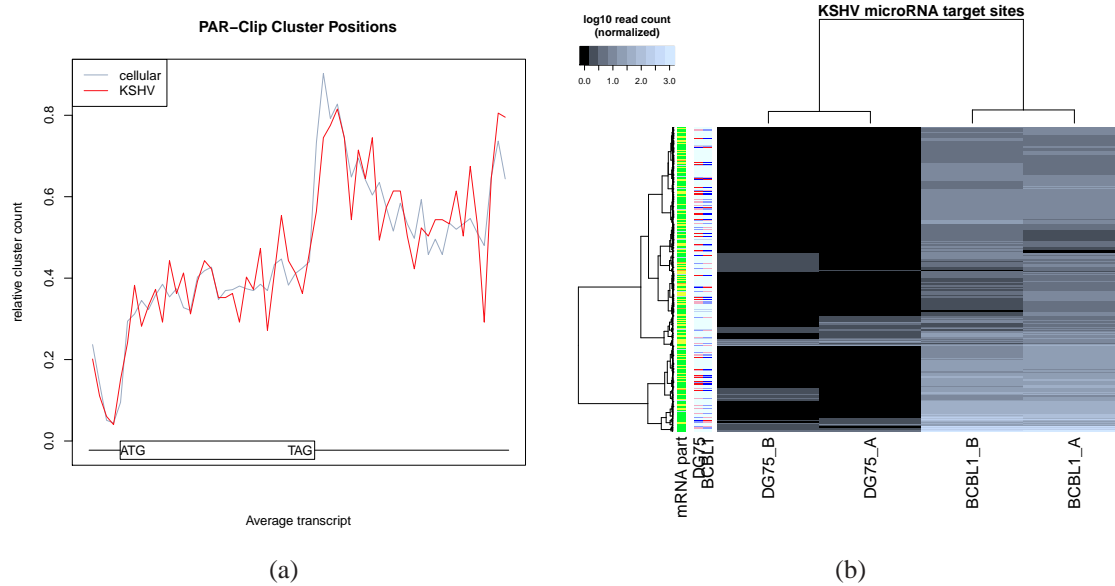 PAR−Clip Cluster Positions
cellular
KSHV
relative cluster count
0.0
0.2
0.4
0.6
0.8
ATG
TAG
Average transcript
(a)
log10 read count
(normalized)
0.0 1.0 2.0 3.0
KSHV microRNA target sites
mRNA part
DG75
BCBL1
DG75_B
DG75_A
BCBL1_B
BCBL1_A
(b)